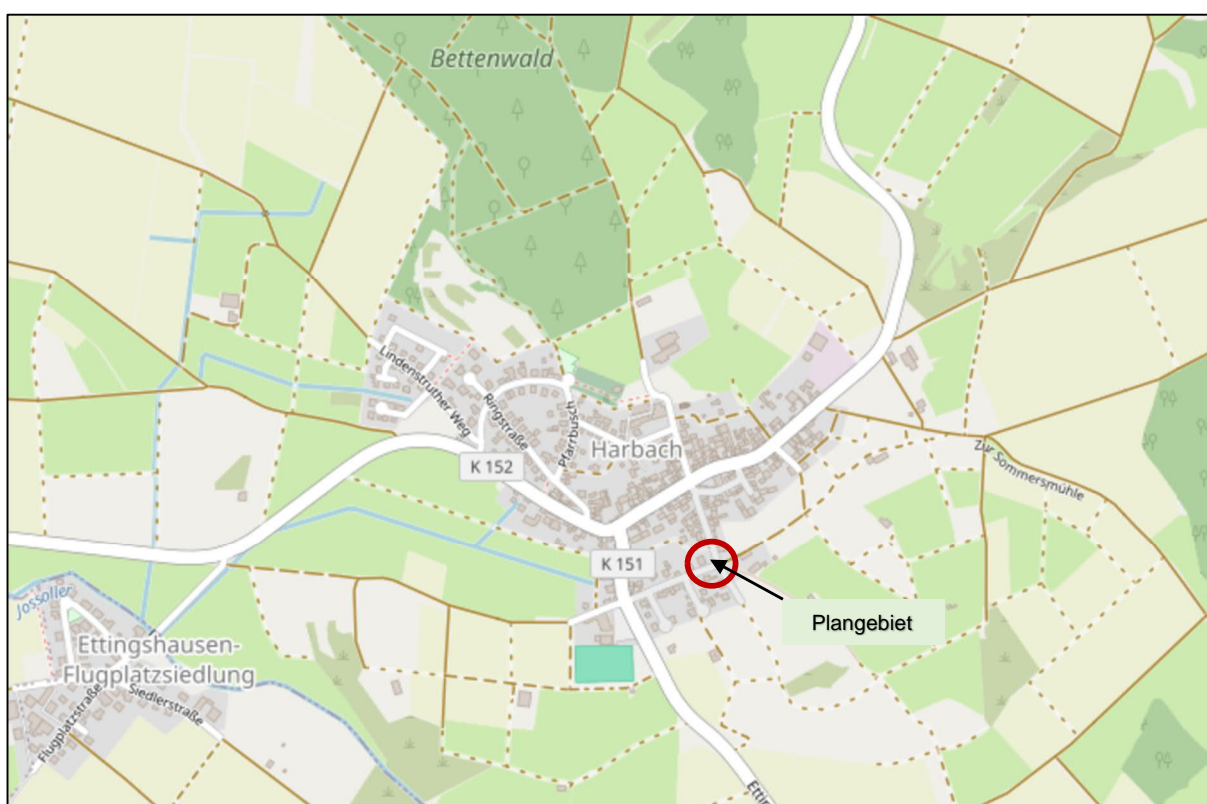 Bettenwald
Lindenstruther Weg
Ringstraße
Pfarrbusch
Harbach
K 152
Zur Sommersmühle
K 151
Plangebiet
Jossoller
Ettingshausen-
Flugplatzsiedlung
Siedlerstraße
Flugplatzstraße